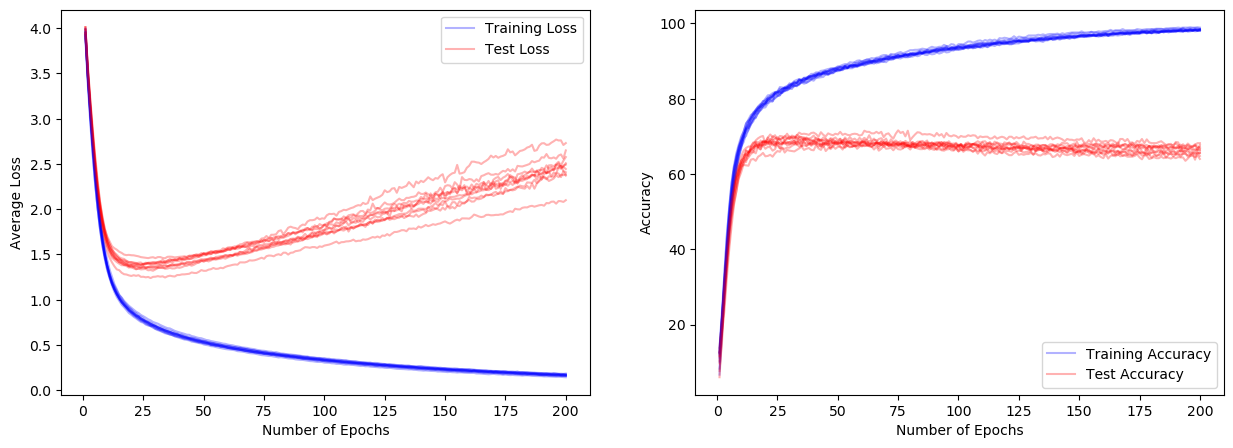 4.0
3.5
3.0
2.5
2.0
1.5
1.0
0.5
0.0
Average Loss
Training Loss
Test Loss
0 25 50 75 100 125 150 175 200
Number of Epochs
100
80
60
40
20
Accuracy
Training Accuracy
Test Accuracy
0 25 50 75 100 125 150 175 200
Number of Epochs